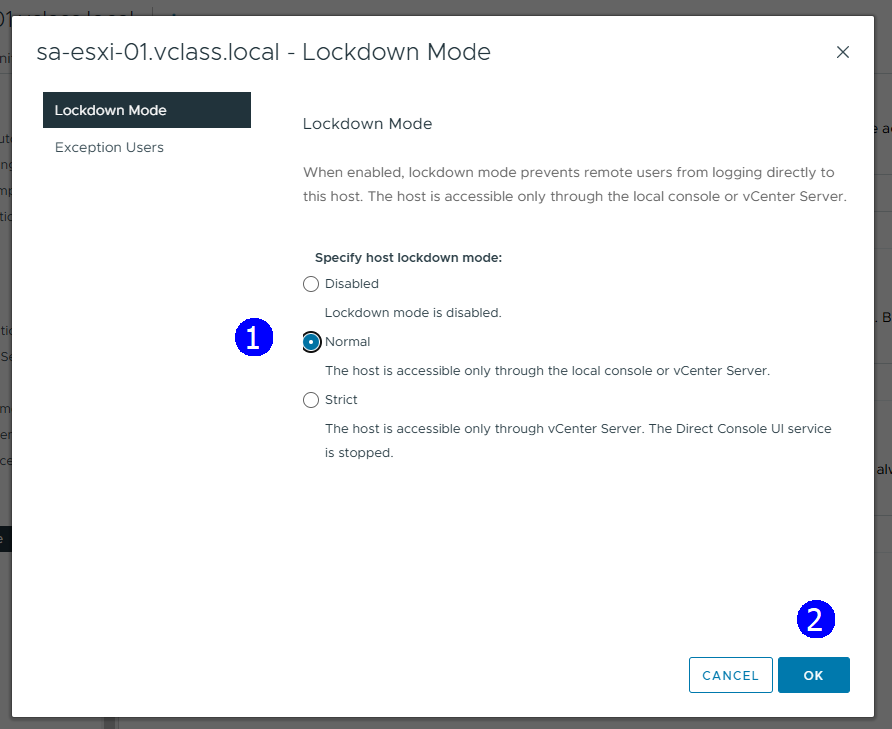 sa-esxi-01.vclass.local - Lockdown Mode
Lockdown Mode
Exception Users
Lockdown Mode
When enabled, lockdown mode prevents remote users from logging directly to
this host. The host is accessible only through the local console or vCenter Server.
Specify host lockdown mode:
Disabled
Lockdown mode is disabled.
1
Normal
The host is accessible only through the local console or vCenter Server.
Strict
The host is accessible only through vCenter Server. The Direct Console UI service
is stopped.
2
CANCEL
OK